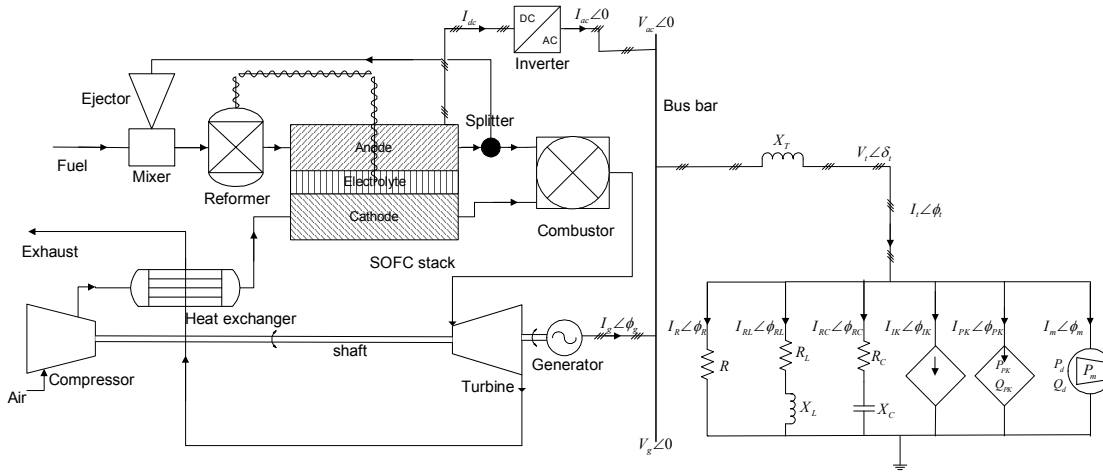 I_dc
I_ac∠0
V_ac∠0
DC
AC
Inverter
Ejector
Splitter
Bus bar
X_T
V_t∠δ_t
Fuel
Mixer
Reformer
Anode
Electrolyte
Cathode
Combustor
I_t∠ϕ_t
Exhaust
SOFC stack
Heat exchanger
shaft
I_g∠ϕ_g
Generator
Air
Compressor
Turbine
I_R∠ϕ_R
I_RL∠ϕ_RL
I_RC∠ϕ_RC
I_IK∠ϕ_IK
I_PK∠ϕ_PK
I_m∠ϕ_m
R
R_L
R_C
P_PK
Q_PK
P_d
Q_d
P_m
X_L
X_C
V_g∠0